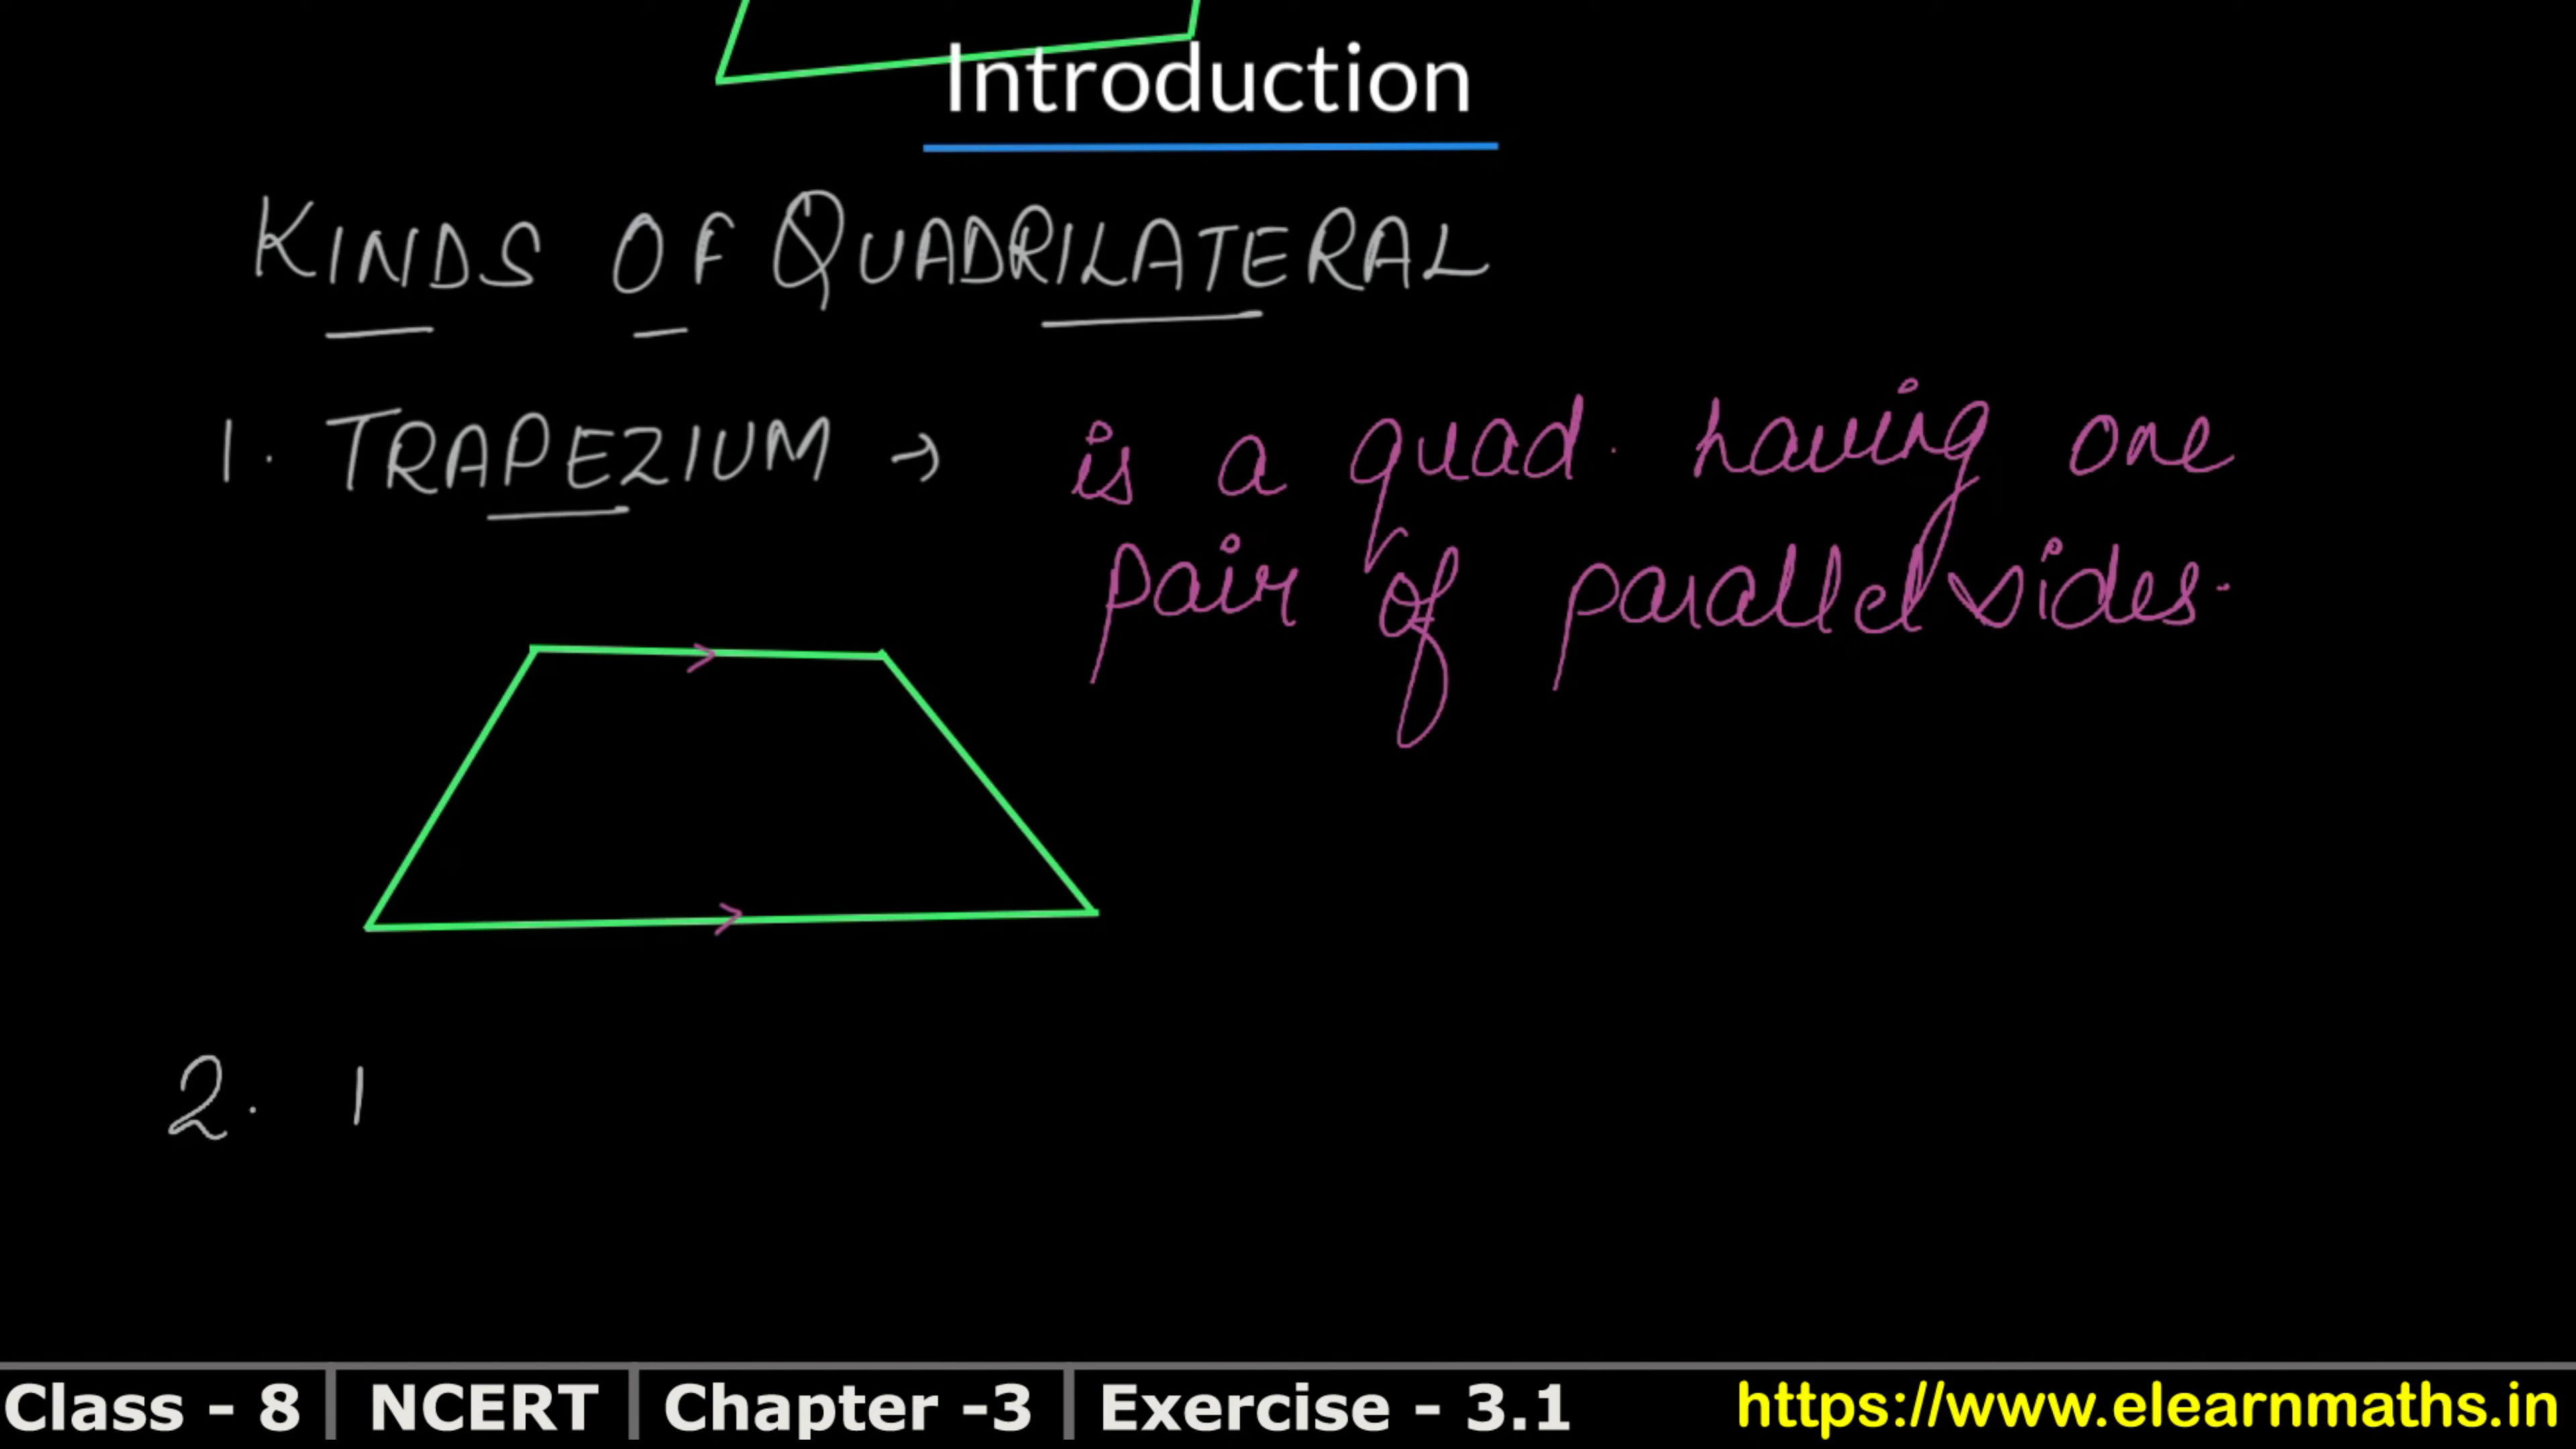 Introduction
KINDS OF QUADRILATERAL
1. TRAPEZIUM → is a quad. having one
pair of parallel sides.
2. I
Class - 8 | NCERT | Chapter -3 | Exercise - 3.1 https://www.elearnmaths.in